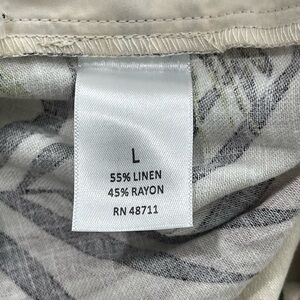 L
55% LINEN
45% RAYON
RN 48711